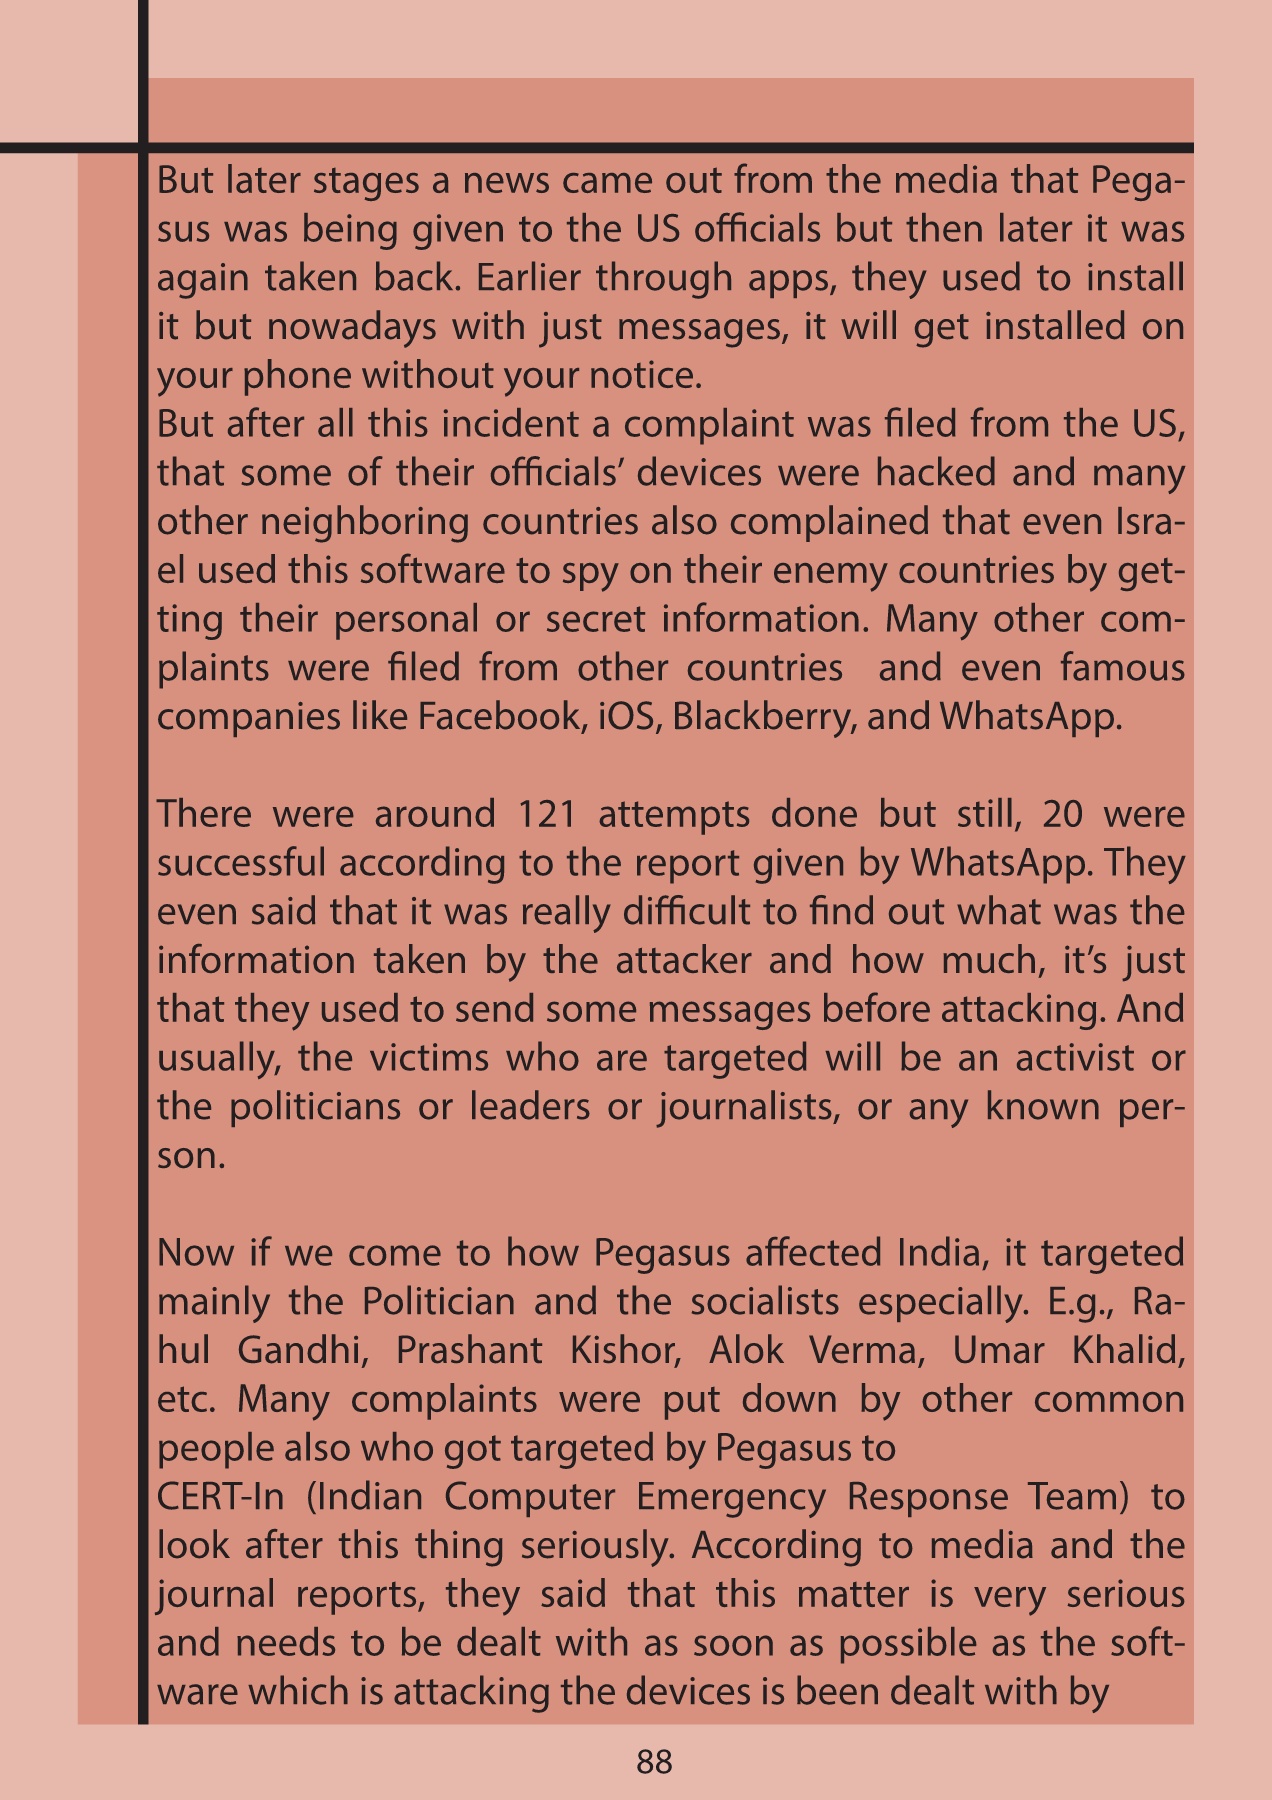 But later stages a news came out from the media that Pega-
sus was being given to the US officials but then later it was
again taken back. Earlier through apps, they used to install
it but nowadays with just messages, it will get installed on
your phone without your notice.
But after all this incident a complaint was filed from the US,
that some of their officials’ devices were hacked and many
other neighboring countries also complained that even Isra-
el used this software to spy on their enemy countries by get-
ting their personal or secret information. Many other com-
plaints were filed from other countries  and even famous
companies like Facebook, iOS, Blackberry, and WhatsApp.
There were around 121 attempts done but still, 20 were
successful according to the report given by WhatsApp. They
even said that it was really difficult to find out what was the
information taken by the attacker and how much, it’s just
that they used to send some messages before attacking. And
usually, the victims who are targeted will be an activist or
the politicians or leaders or journalists, or any known per-
son.
Now if we come to how Pegasus affected India, it targeted
mainly the Politician and the socialists especially. E.g., Ra-
hul Gandhi, Prashant Kishor, Alok Verma, Umar Khalid,
etc. Many complaints were put down by other common
people also who got targeted by Pegasus to
CERT-In (Indian Computer Emergency Response Team) to
look after this thing seriously. According to media and the
journal reports, they said that this matter is very serious
and needs to be dealt with as soon as possible as the soft-
ware which is attacking the devices is been dealt with by
88